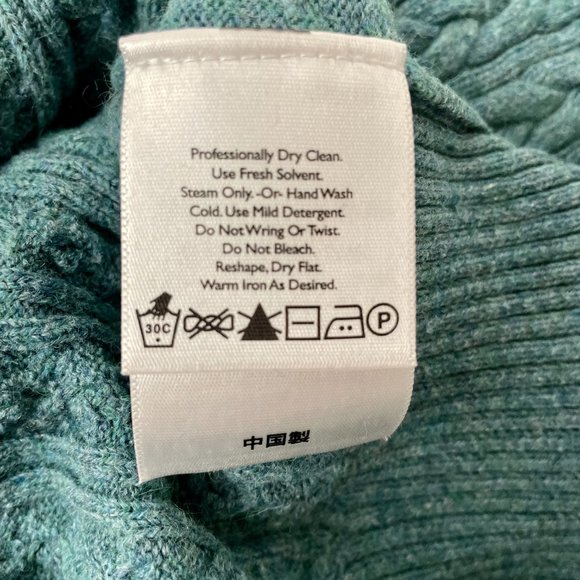 Professionally Dry Clean.
Use Fresh Solvent.
Steam Only. -Or- Hand Wash
Cold. Use Mild Detergent.
Do Not Wring Or Twist.
Do Not Bleach.
Reshape, Dry Flat.
Warm Iron As Desired.
30C P
中国製